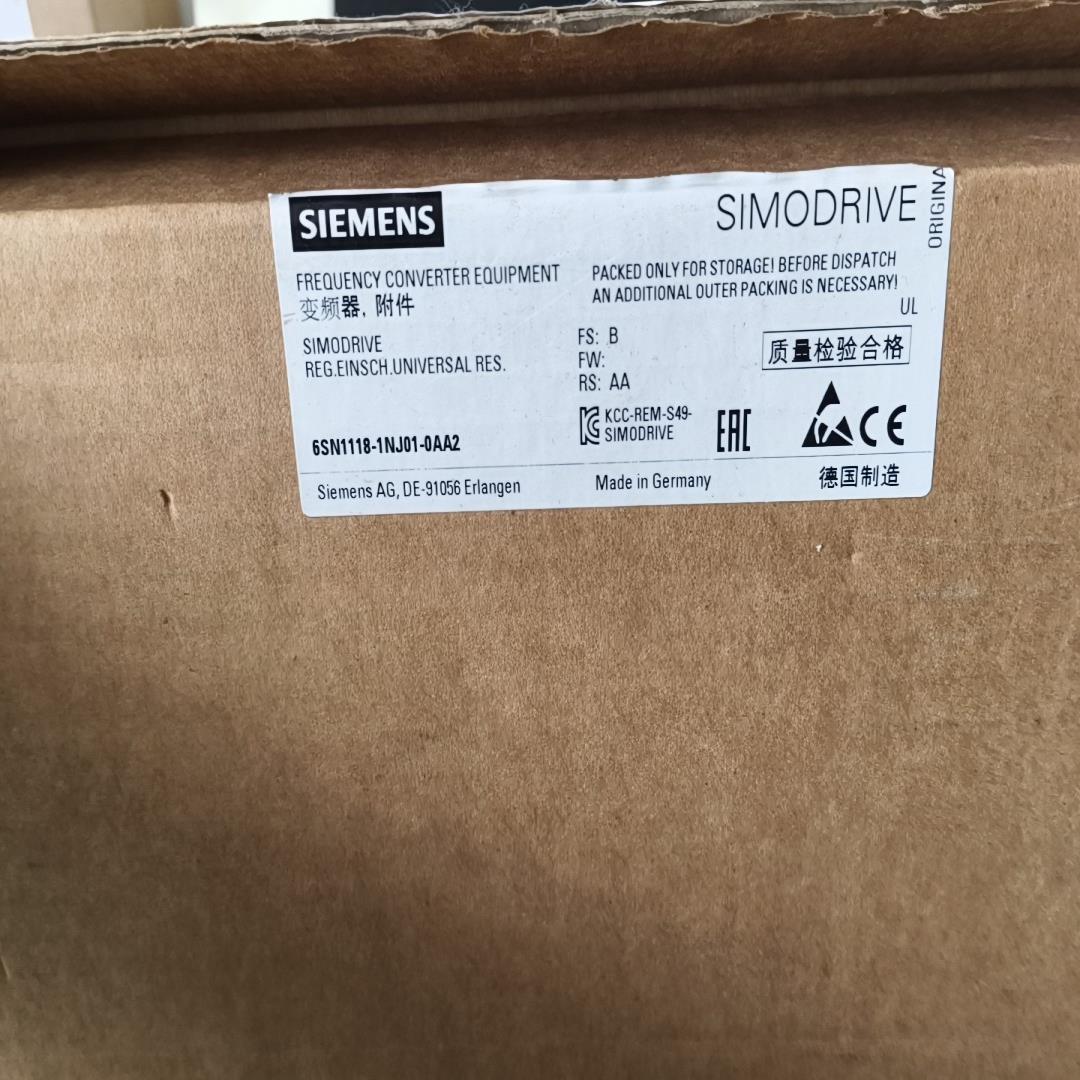 SIEMENS
SIMODRIVE
ORIGINA
FREQUENCY CONVERTER EQUIPMENT
变频器, 附件
PACKED ONLY FOR STORAGE! BEFORE DISPATCH
AN ADDITIONAL OUTER PACKING IS NECESSARY!
UL
SIMODRIVE
REG.EINSCH.UNIVERSAL RES.
FS: B
FW:
RS: AA
质量检验合格
6SN1118-1NJ01-0AA2
KCC-REM-S49-
SIMODRIVE
EAC
CE
Siemens AG, DE-91056 Erlangen
Made in Germany
德国制造